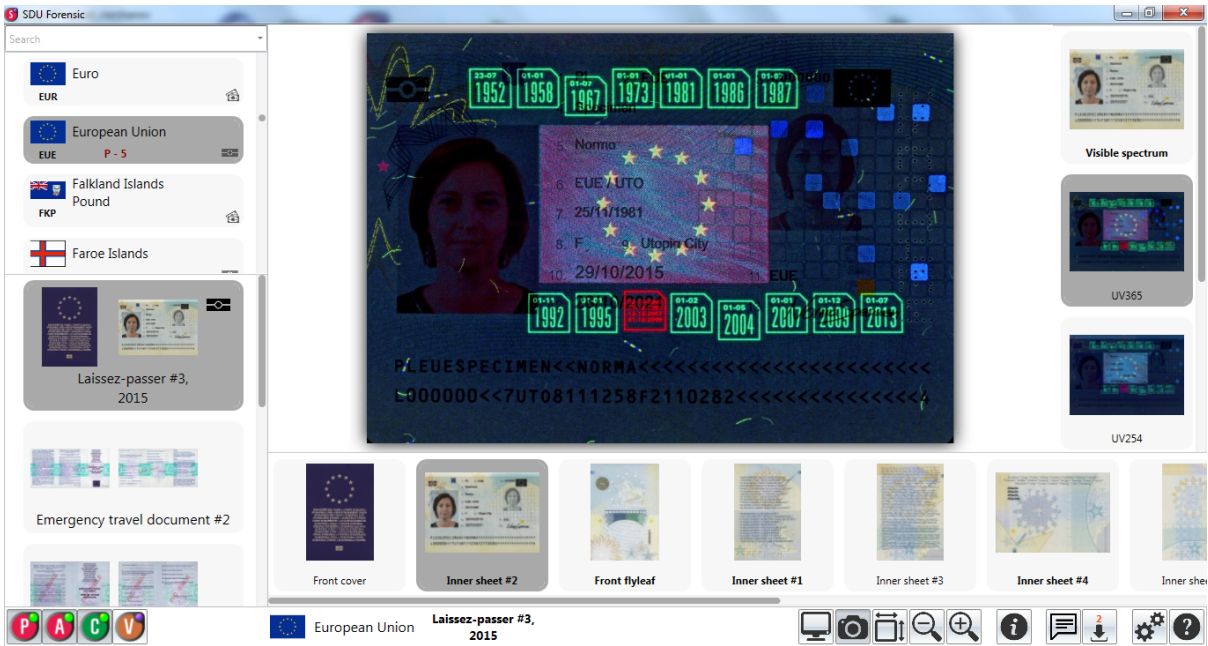 SDU Forensic
Search
Euro
EUR
European Union
EUE P - 5
Falkland Islands
Pound
FKP
Faroe Islands
Laissez-passer #3,
2015
Emergency travel document #2
23-07 01-01 01-07 01-01 01-01 01-01 01-01
1952 1958 1967 1973 1981 1986 1987
5. Norma
6. EUE / UTO
7. 25/11/1981
8. F 9. Utopia City
10. 29/10/2015 11. EUE
01-11 01-01 01-02 01-05 01-01 01-12 01-07
1992 1995 2003 2004 2007 2009 2013
PLEUESPECIMEN<<NORMA<<<<<<<<<<<<<<<<<<<<<<<<
L000000<<7UTO8111258F2110282<<<<<<<<<<<<<<<4
Visible spectrum
UV365
UV254
Front cover
Inner sheet #2
Front flyleaf
Inner sheet #1
Inner sheet #3
Inner sheet #4
P A C V
European Union
Laissez-passer #3,
2015
2